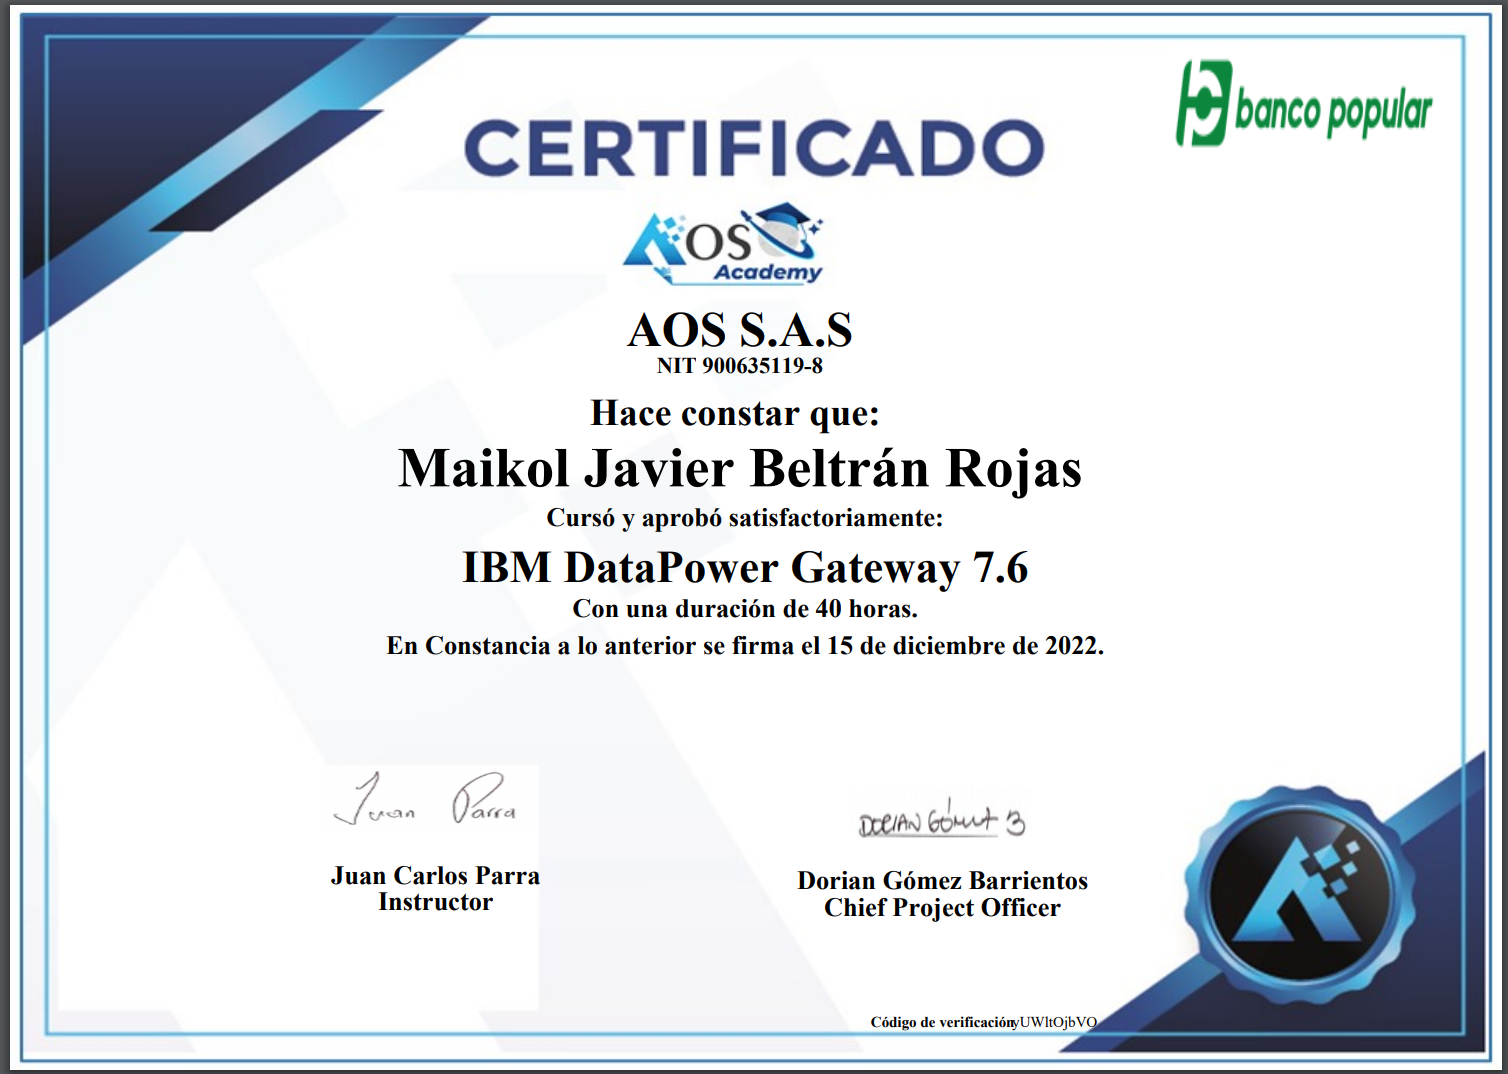 CERTIFICADO
banco popular
AOS
Academy
AOS S.A.S
NIT 900635119-8
Hace constar que:
Maikol Javier Beltrán Rojas
Cursó y aprobó satisfactoriamente:
IBM DataPower Gateway 7.6
Con una duración de 40 horas.
En Constancia a lo anterior se firma el 15 de diciembre de 2022.
Juan Parra
DORIAN GÓMEZ B
Juan Carlos Parra
Instructor
Dorian Gómez Barrientos
Chief Project Officer
Código de verificación yUWltOjbVO